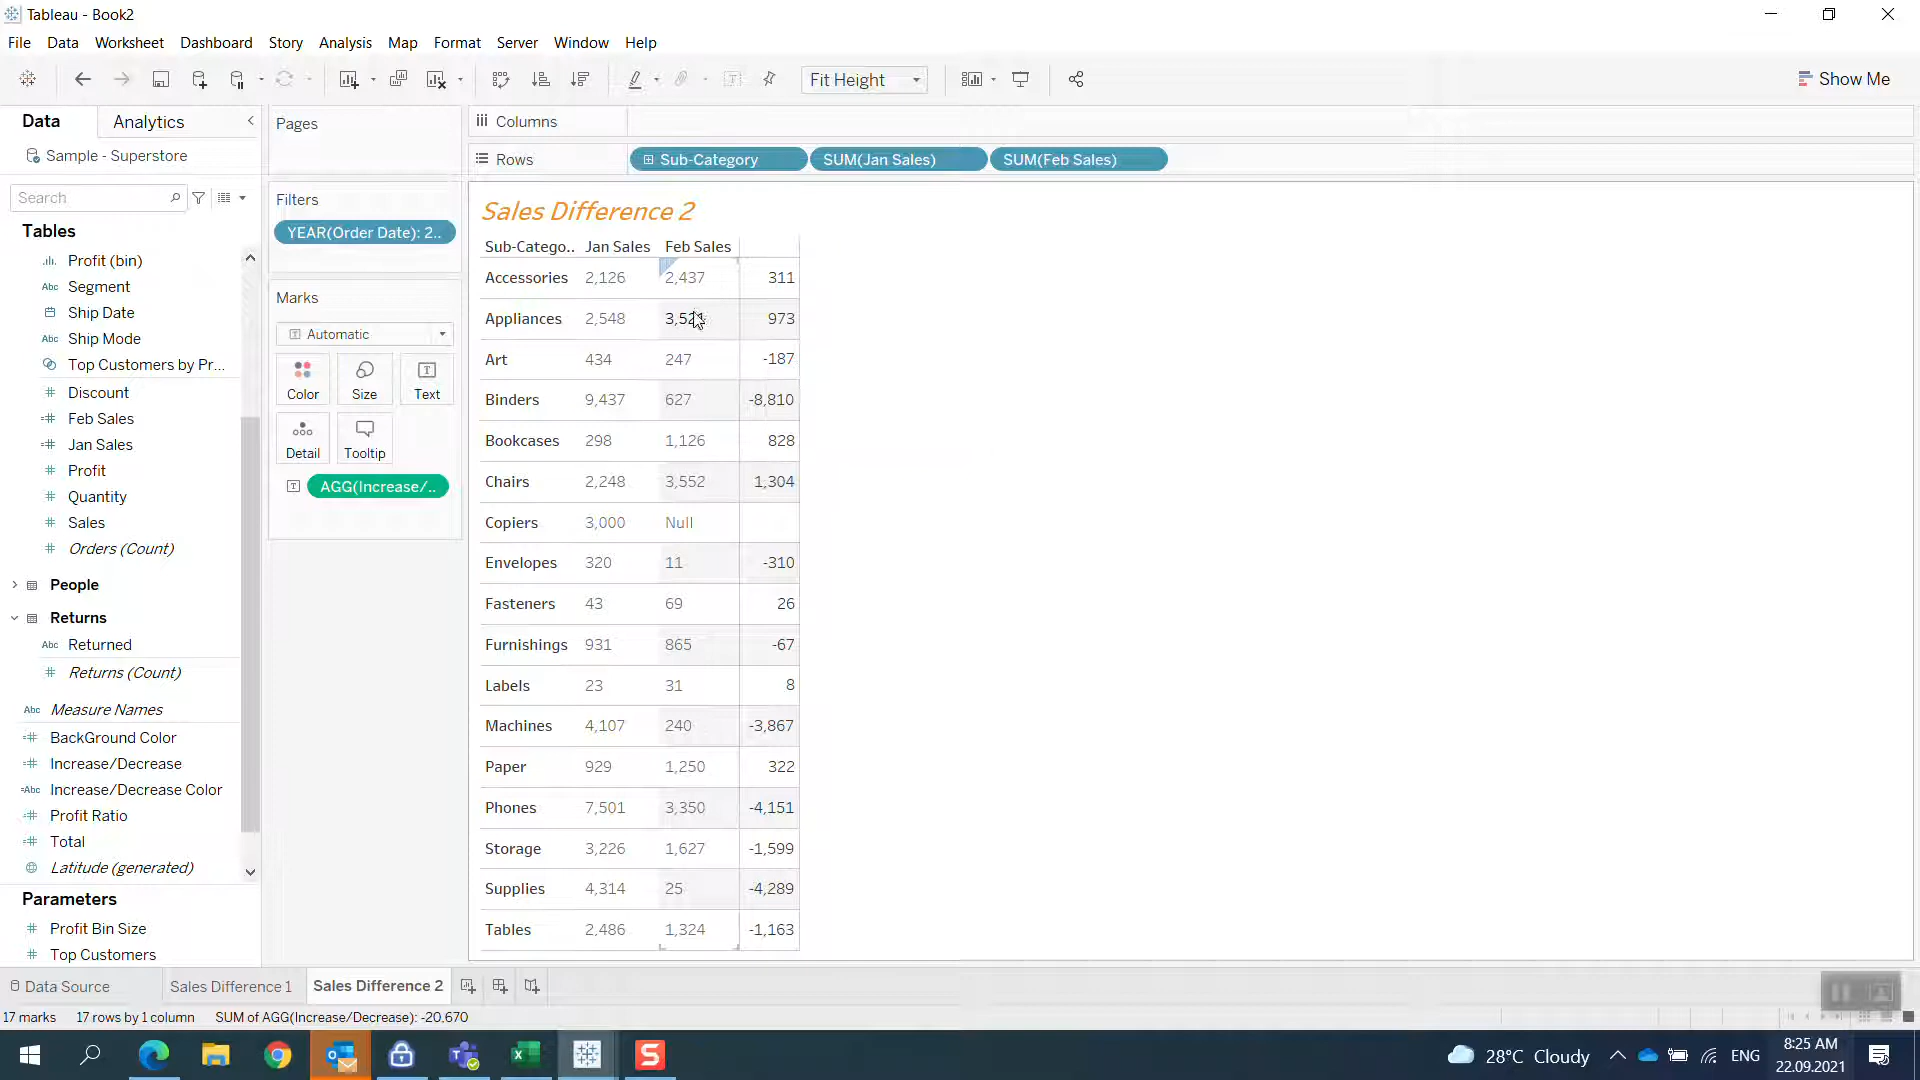 Tableau - Book2
File Data Worksheet Dashboard Story Analysis Map Format Server Window Help
Fit Height
Show Me
Data
Analytics
Sample - Superstore
Search
Tables
Profit (bin)
Abc Segment
Ship Date
Abc Ship Mode
Top Customers by Pr...
Discount
Feb Sales
Jan Sales
Profit
Quantity
Sales
Orders (Count)
People
Returns
Abc Returned
Returns (Count)
Abc Measure Names
BackGround Color
Increase/Decrease
Abc Increase/Decrease Color
Profit Ratio
Total
Latitude (generated)
Parameters
Profit Bin Size
Top Customers
Pages
Filters
YEAR(Order Date): 2..
Marks
Automatic
Color Size Text
Detail Tooltip
AGG(Increase/..
Columns
Rows Sub-Category SUM(Jan Sales) SUM(Feb Sales)
Sales Difference 2
Sub-Catego.. Jan Sales Feb Sales
Accessories 2,126 2,437 311
Appliances 2,548 3,521 973
Art 434 247 -187
Binders 9,437 627 -8,810
Bookcases 298 1,126 828
Chairs 2,248 3,552 1,304
Copiers 3,000 Null
Envelopes 320 11 -310
Fasteners 43 69 26
Furnishings 931 865 -67
Labels 23 31 8
Machines 4,107 240 -3,867
Paper 929 1,250 322
Phones 7,501 3,350 -4,151
Storage 3,226 1,627 -1,599
Supplies 4,314 25 -4,289
Tables 2,486 1,324 -1,163
Data Source Sales Difference 1 Sales Difference 2
17 marks 17 rows by 1 column SUM of AGG(Increase/Decrease): -20,670
28°C Cloudy
ENG
8:25 AM
22.09.2021